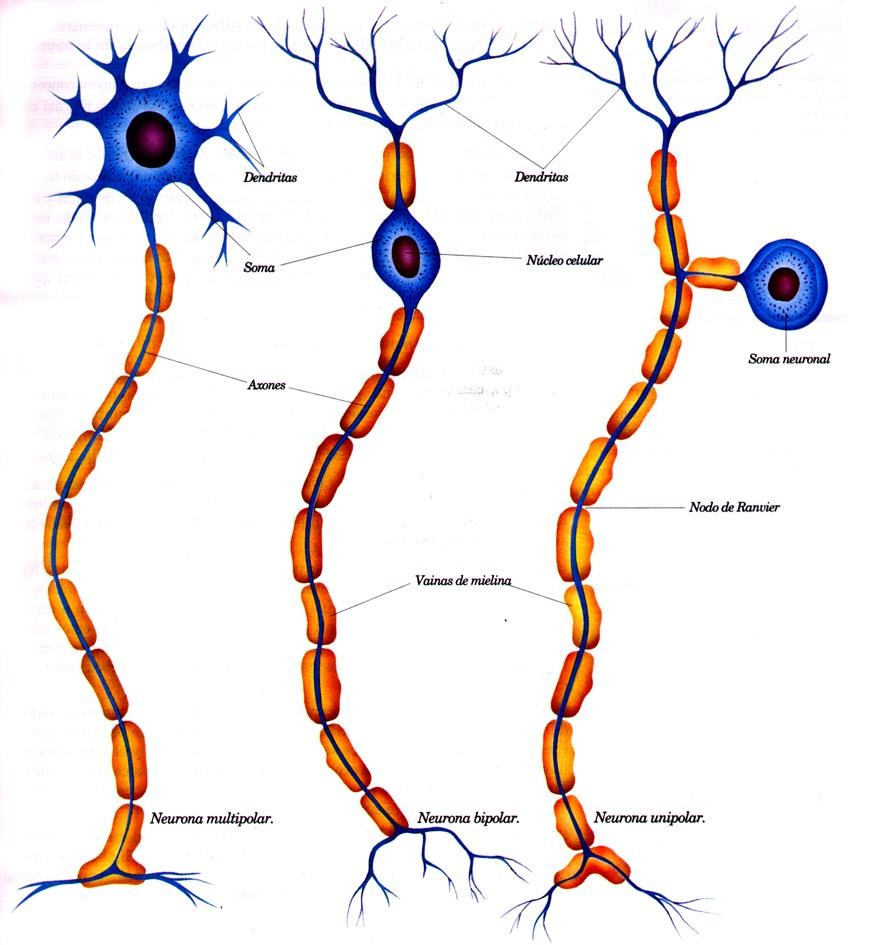 Dendritas
Dendritas
Soma
Núcleo celular
Soma neuronal
Axones
Nodo de Ranvier
Vainas de mielina
Neurona multipolar.
Neurona bipolar.
Neurona unipolar.